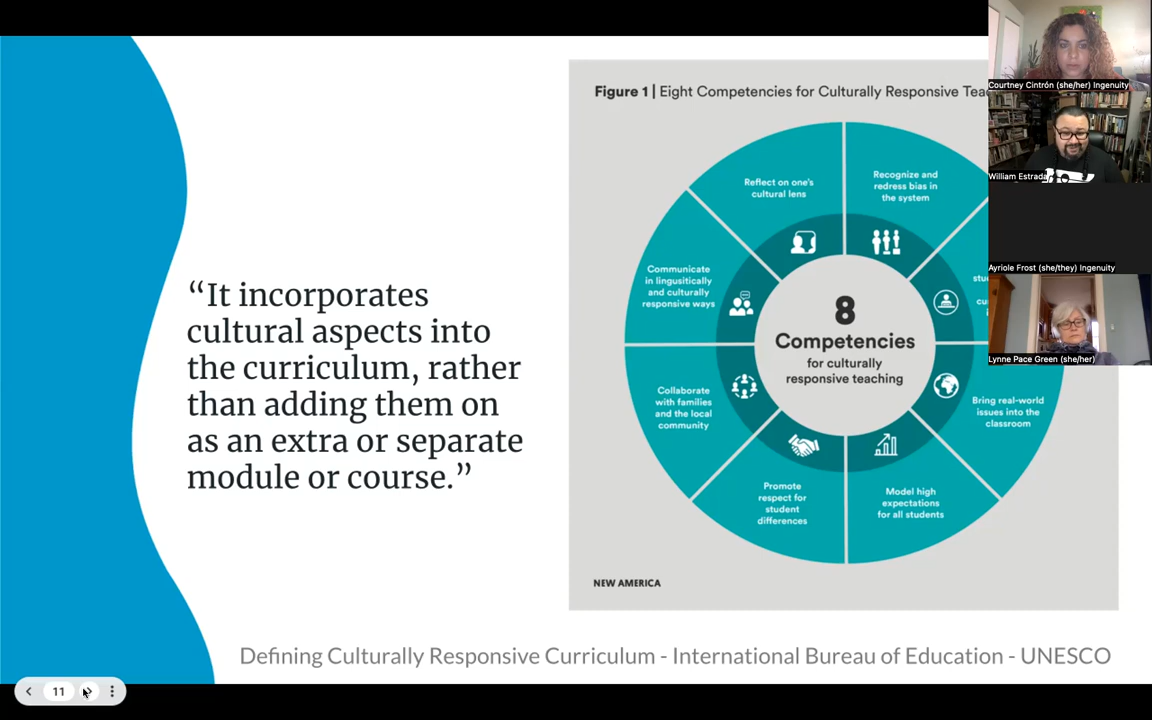 “It incorporates
cultural aspects into
the curriculum, rather
than adding them on
as an extra or separate
module or course.”
Figure 1 | Eight Competencies for Culturally Responsive
Reflect on one's
cultural lens
Recognize and
redress bias in
the system
Bring real-world
issues into the
classroom
Model high
expectations
for all students
Promote
respect for
student
differences
Collaborate
with families
and the local
community
Communicate
in lingusitically
and culturally
responsive ways
8
Competencies
for culturally
responsive teaching
NEW AMERICA
Defining Culturally Responsive Curriculum - International Bureau of Education - UNESCO
11
Courtney Cintrón (she/her) Ingenuity
William Estrada
Ayriole Frost (she/they) Ingenuity
Lynne Pace Green (she/her)